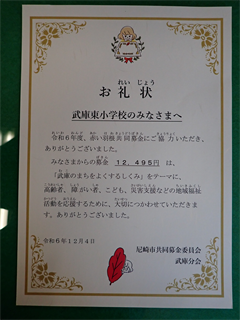 れい じょう
お 礼 状
武庫東小学校のみなさまへ
令和6年度、赤い羽根共同募金にご協力いただき、
ありがとうございました。
みなさまからの募金 12,495円 は、
「武庫のまちをよくするしくみ」をテーマに、
高齢者、障がい者、こども、災害支援などの地域福祉
活動を応援するために、大切につかわせていただきま
す。ありがとうございました。
令和6年12月4日
尼崎市共同募金委員会
武庫分会